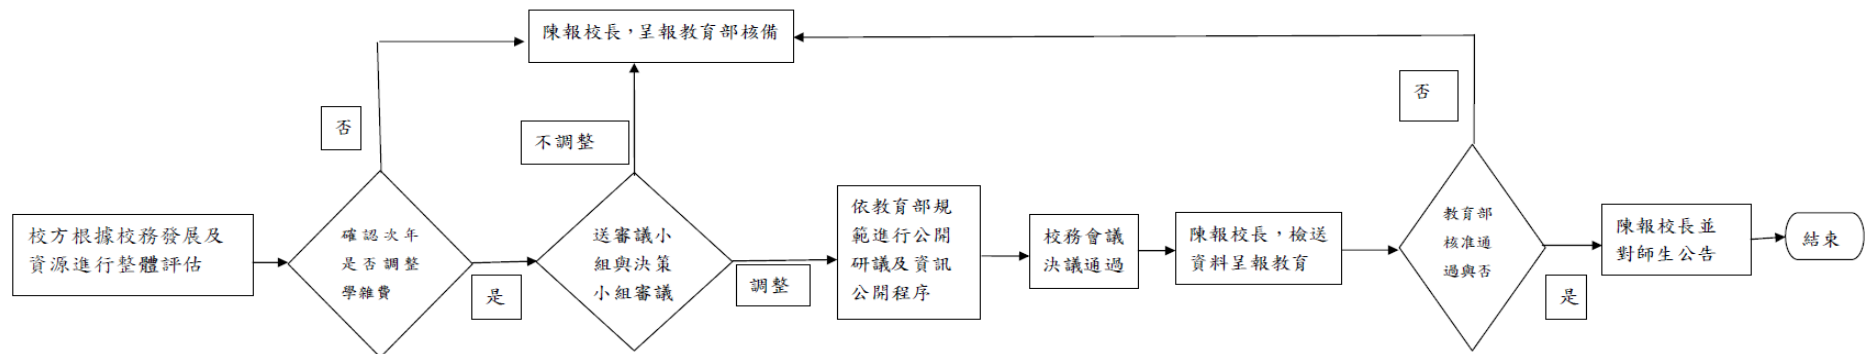 陳報校長，呈報教育部核備
否
不調整
否
校方根據校務發展及
資源進行整體評估
確認次年
是否調整
學雜費
是
送審議小
組與決策
小組審議
調整
依教育部規
範進行公開
研議及資訊
公開程序
校務會議
決議通過
陳報校長，檢送
資料呈報教育
教育部
核准通
過與否
是
陳報校長並
對師生公告
結束